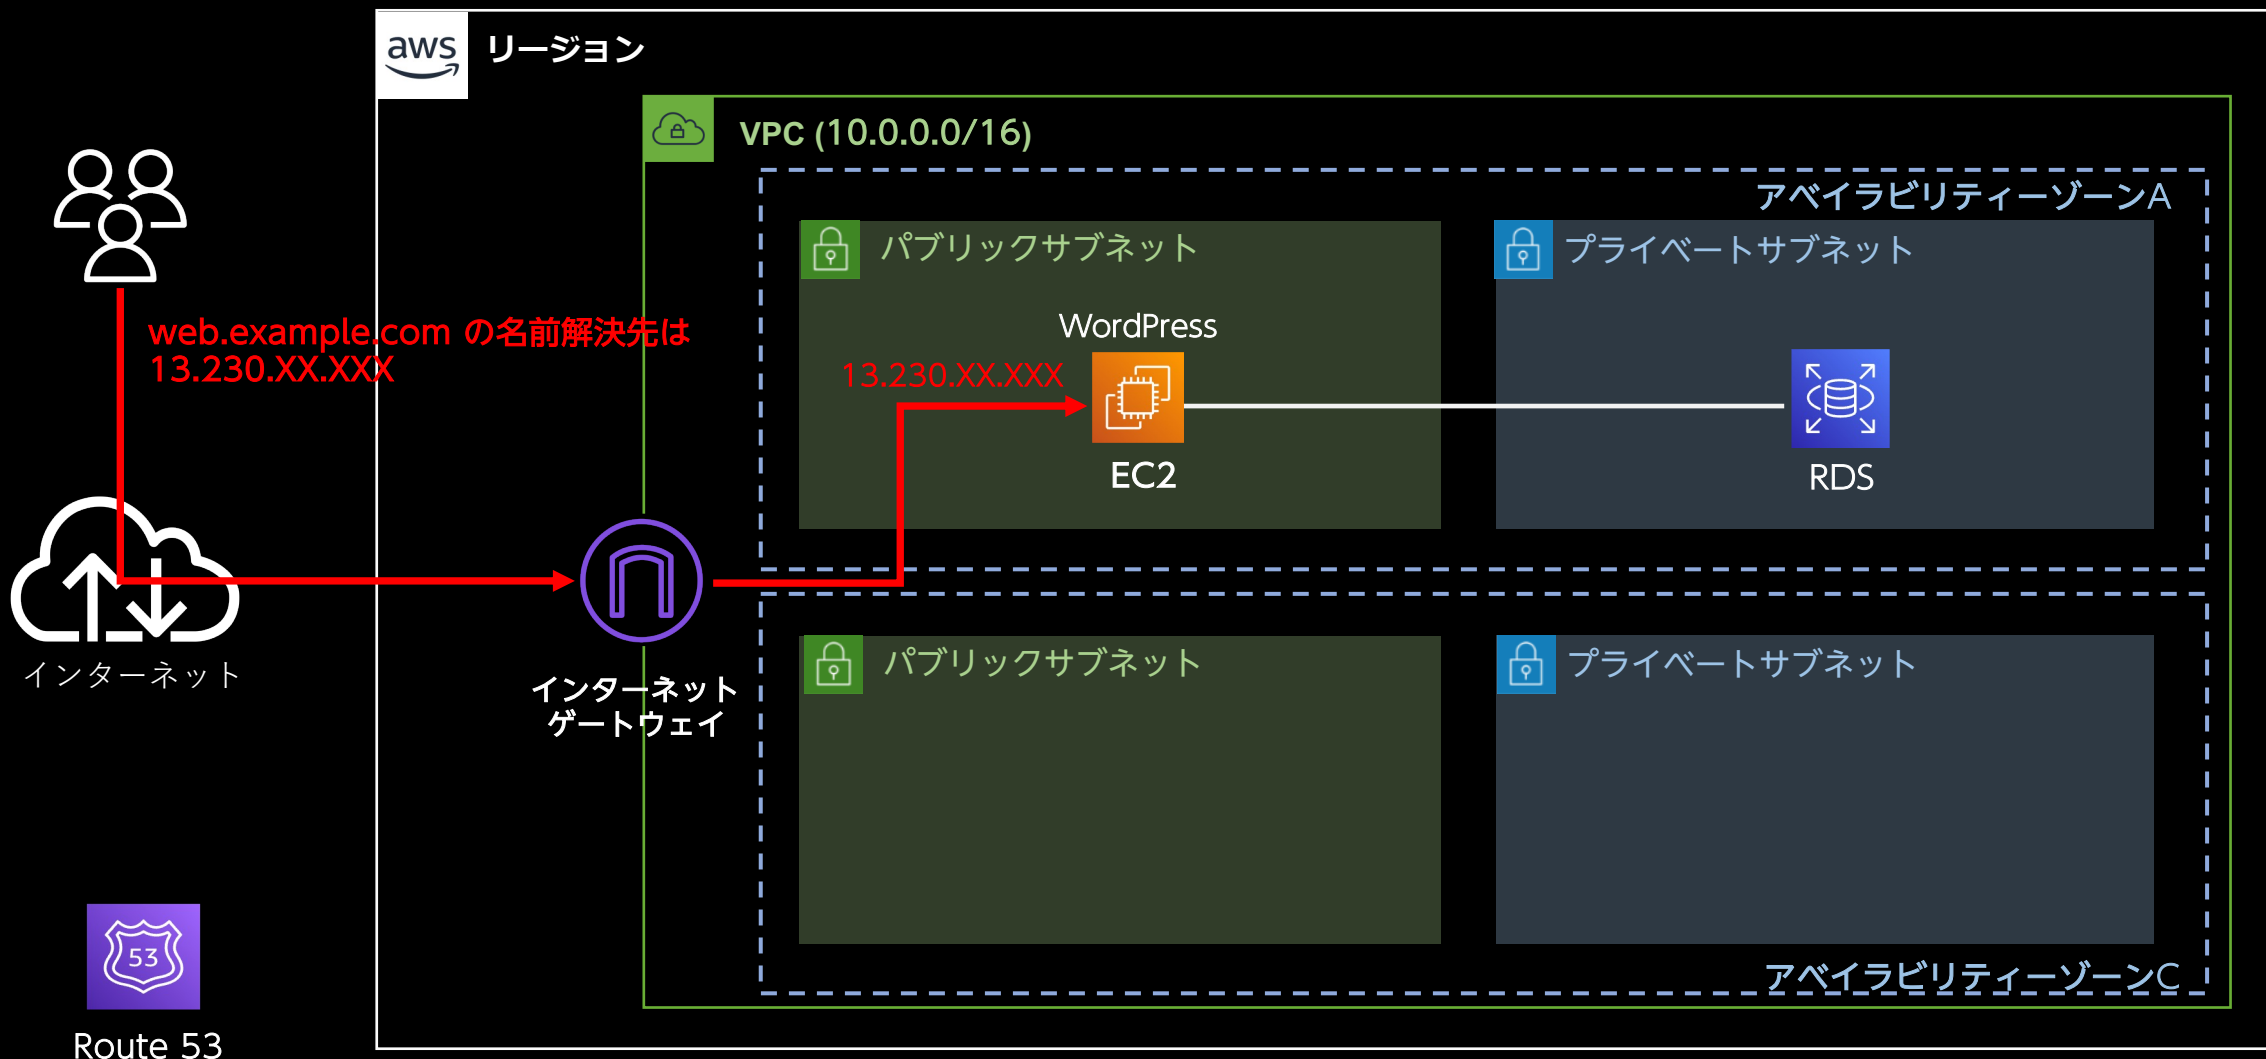 aws
リージョン
VPC (10.0.0.0/16)
アベイラビリティーゾーンA
パブリックサブネット
プライベートサブネット
web.example.com の名前解決先は
13.230.XX.XXX
WordPress
13.230.XX.XXX
EC2
RDS
インターネット
インターネット
ゲートウェイ
パブリックサブネット
プライベートサブネット
アベイラビリティーゾーンC
53
Route 53